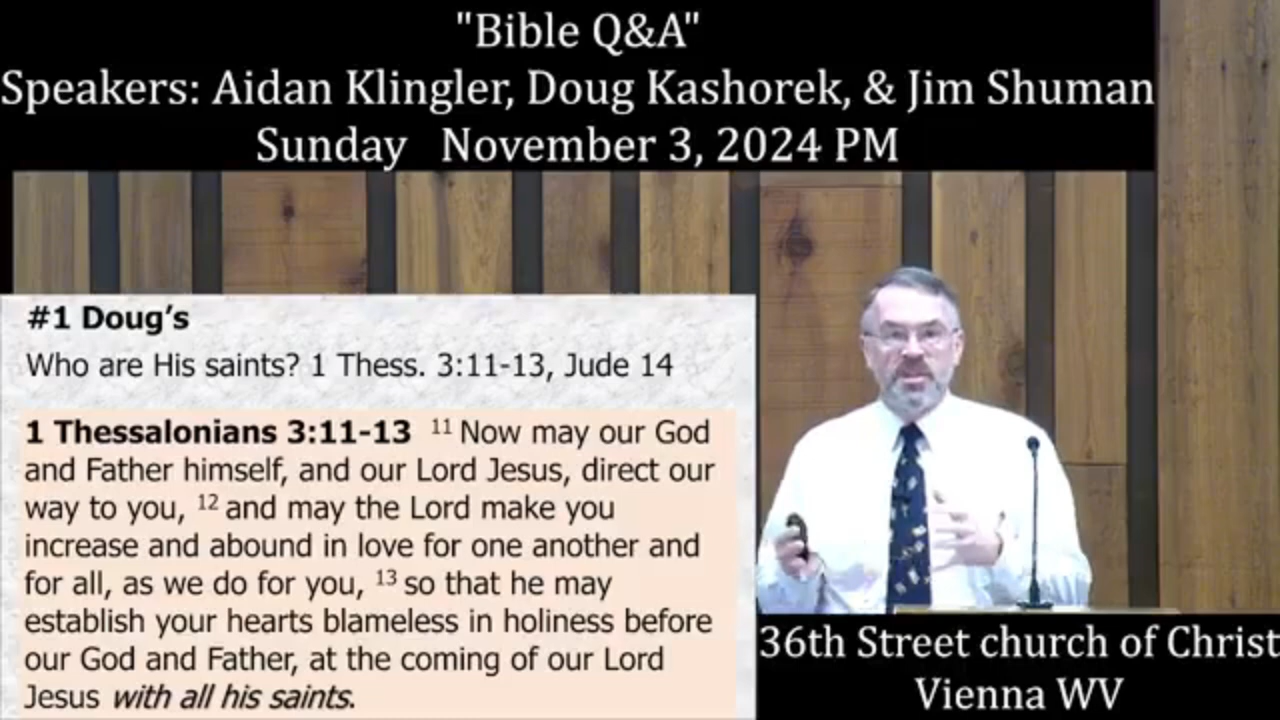 "Bible Q&A"
Speakers: Aidan Klingler, Doug Kashorek, & Jim Shuman
Sunday November 3, 2024 PM
#1 Doug's
Who are His saints? 1 Thess. 3:11-13, Jude 14
1 Thessalonians 3:11-13 11 Now may our God
and Father himself, and our Lord Jesus, direct our
way to you, 12 and may the Lord make you
increase and abound in love for one another and
for all, as we do for you, 13 so that he may
establish your hearts blameless in holiness before
our God and Father, at the coming of our Lord
Jesus with all his saints.
36th Street church of Christ
Vienna WV